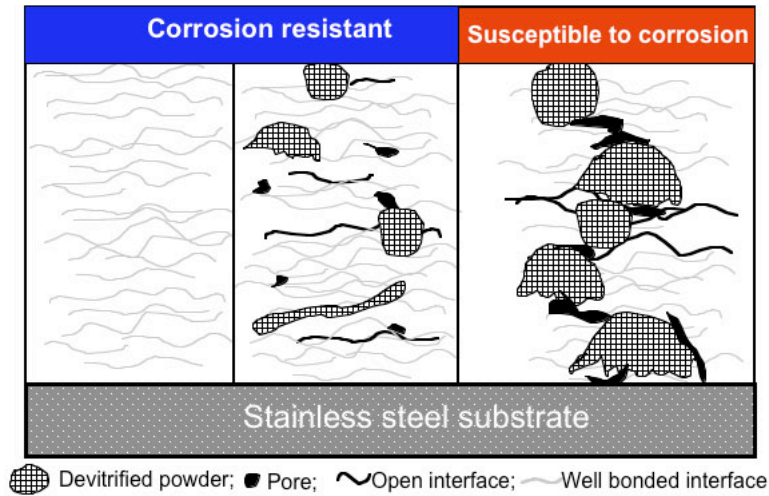 Corrosion resistant
Susceptible to corrosion
Stainless steel substrate
Devitrified powder; Pore; Open interface; Well bonded interface